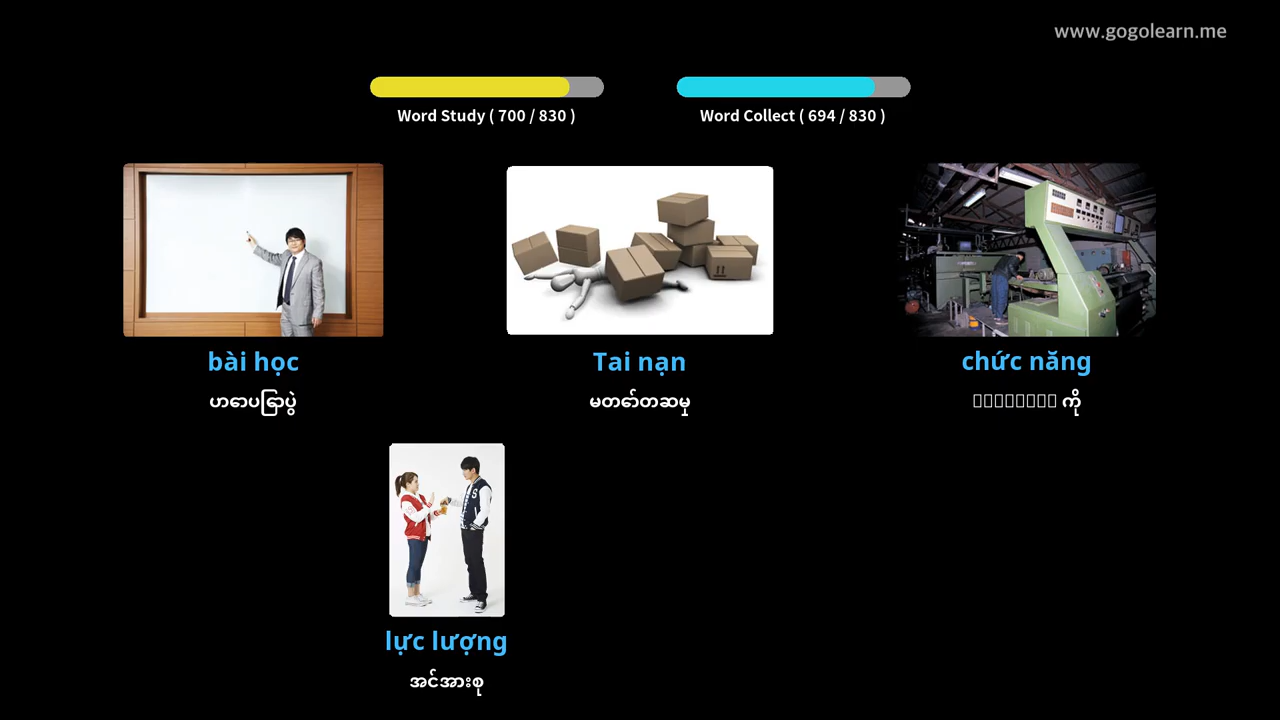 www.gogolearn.me
Word Study ( 700 / 830 )
Word Collect ( 694 / 830 )
bài học
Tai nạn
chức năng
ဟောပြောပွဲ
မတော်တဆမှု
ကို
lực lượng
အင်အားစု